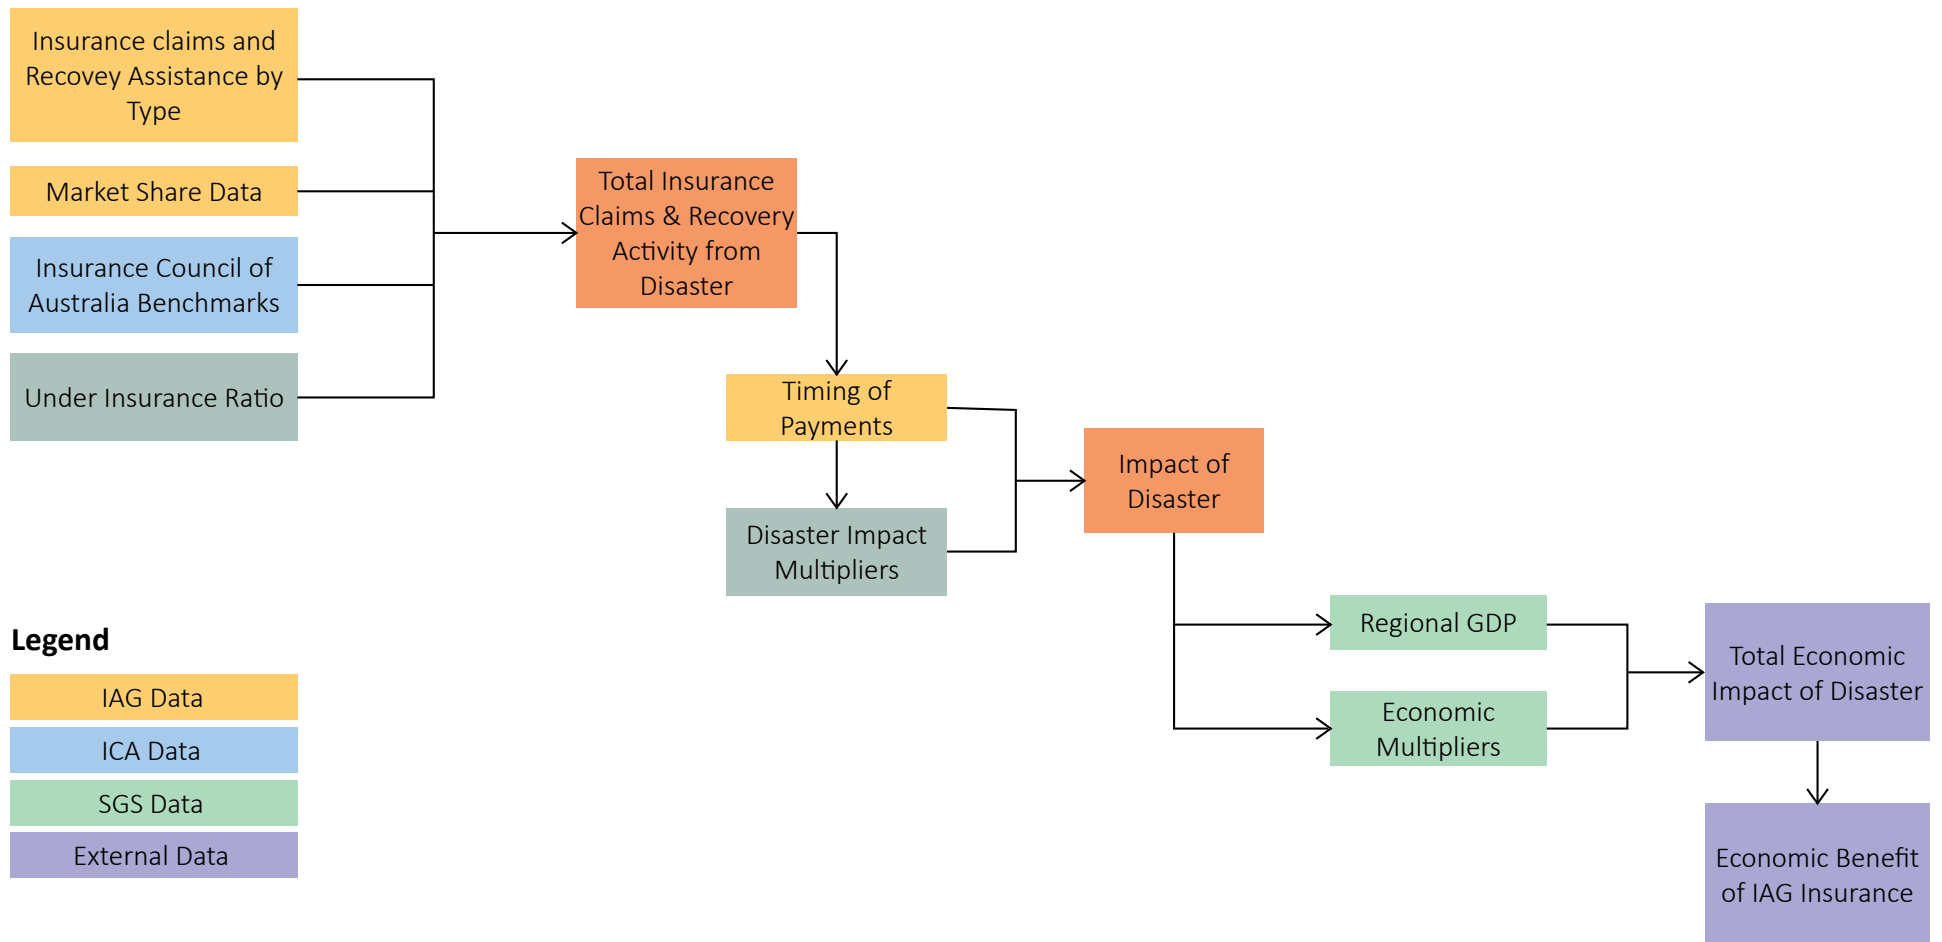 Insurance claims and
Recovey Assistance by
Type
Market Share Data
Insurance Council of
Australia Benchmarks
Under Insurance Ratio
Total Insurance
Claims & Recovery
Activity from
Disaster
Timing of
Payments
Disaster Impact
Multipliers
Impact of
Disaster
Regional GDP
Economic
Multipliers
Total Economic
Impact of Disaster
Economic Benefit
of IAG Insurance
Legend
IAG Data
ICA Data
SGS Data
External Data